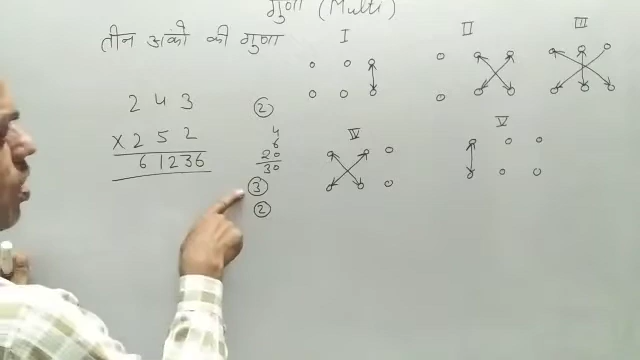 गुणा (Multi)
तीन अंको की गुणा
I
II
III
2 4 3
x 2 5 2
6 1 2 3 6
2
4
6
20
30
3
2
IV
V